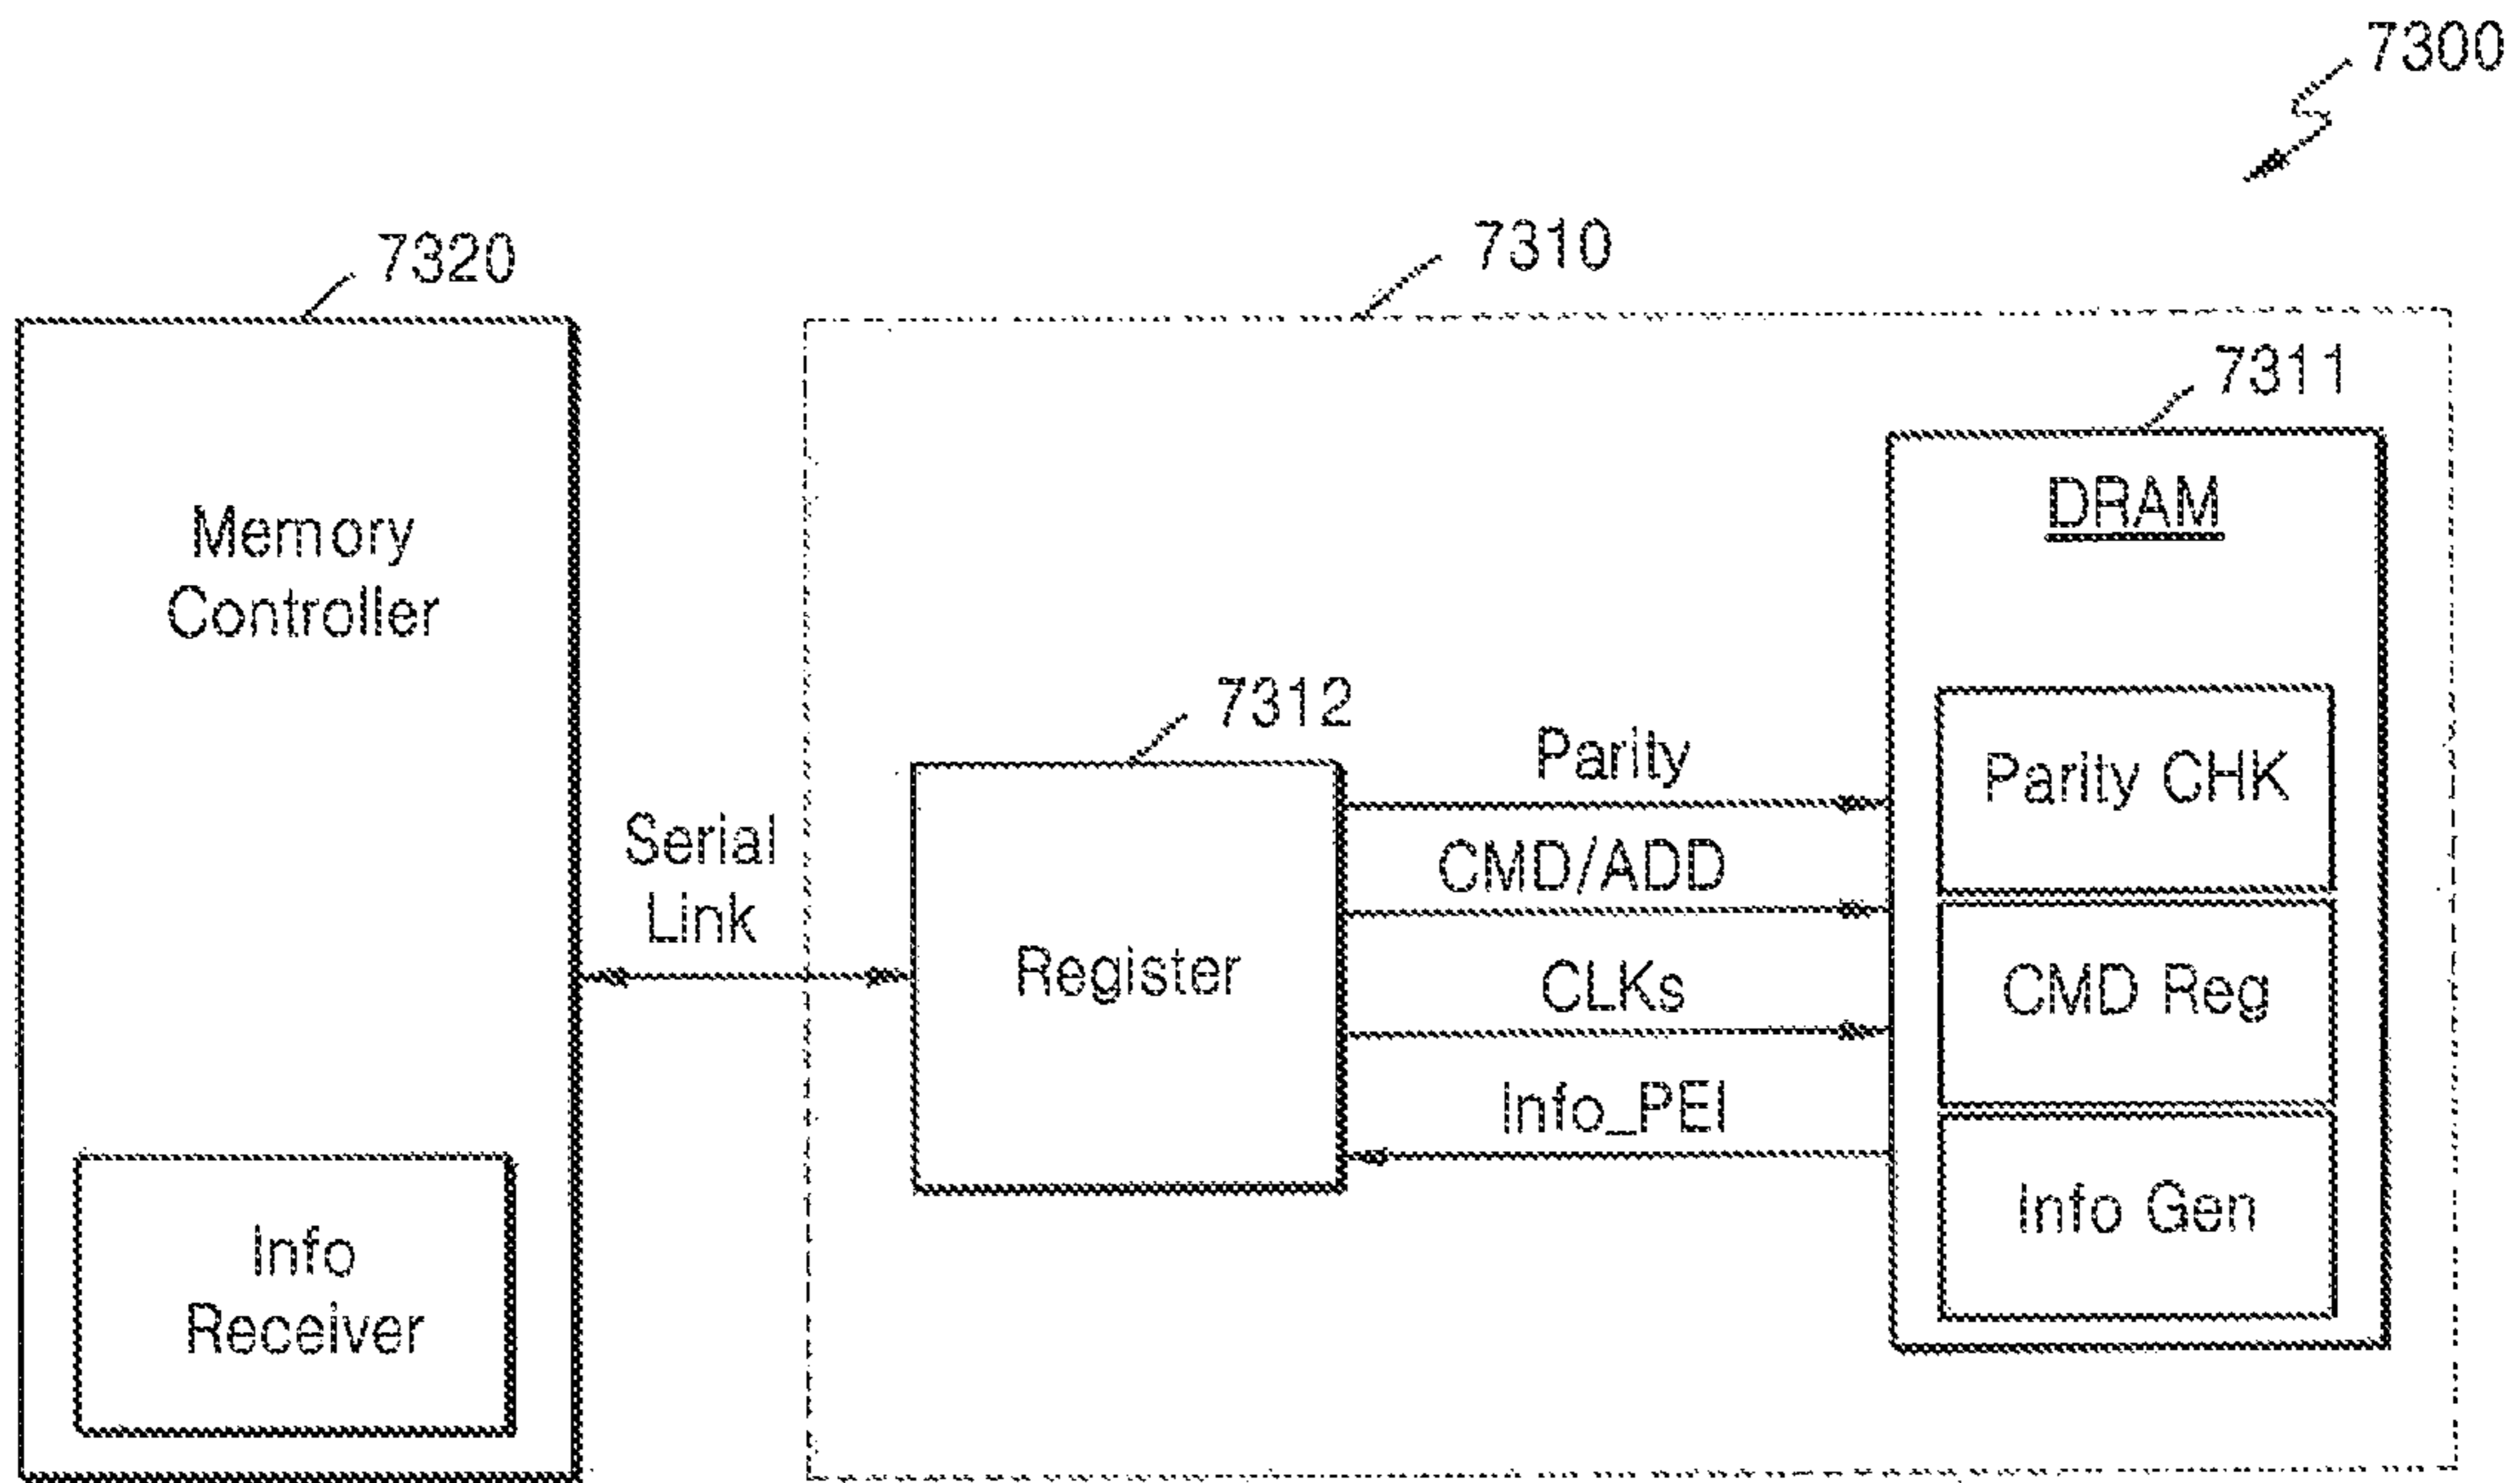 7300
7320
7310
7311
DRAM
Memory
Controller
7312
Parity
Parity CHK
Serial
Link
CMD/ADD
Register
CLKs
CMD Reg
Info_PEI
Info Gen
Info
Receiver